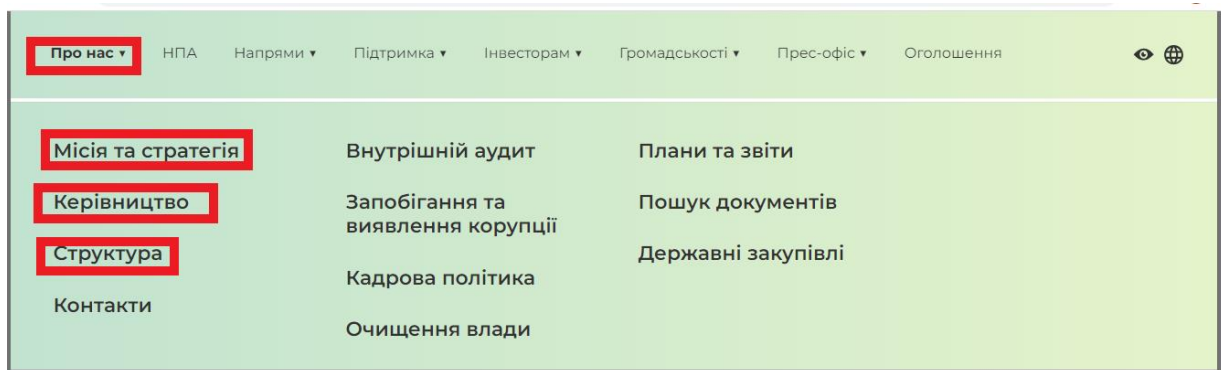 Про нас ▾ НПА Напрями ▾ Підтримка ▾ Інвесторам ▾ Громадськості ▾ Прес-офіс ▾ Оголошення
Місія та стратегія
Керівництво
Структура
Контакти
Внутрішній аудит
Запобігання та
виявлення корупції
Кадрова політика
Очищення влади
Плани та звіти
Пошук документів
Державні закупівлі